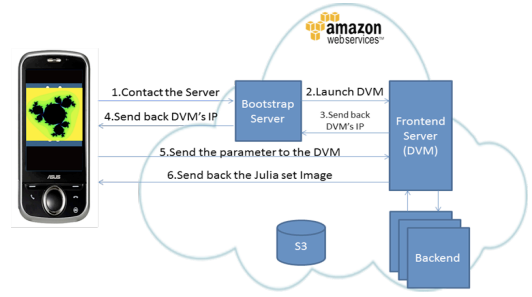 amazon
webservices™
1.Contact the Server
2.Launch DVM
Bootstrap
Server
4.Send back DVM's IP
3.Send back
DVM's IP
Frontend
Server
(DVM)
5.Send the parameter to the DVM
6.Send back the Julia set Image
ASUS
S3
Backend